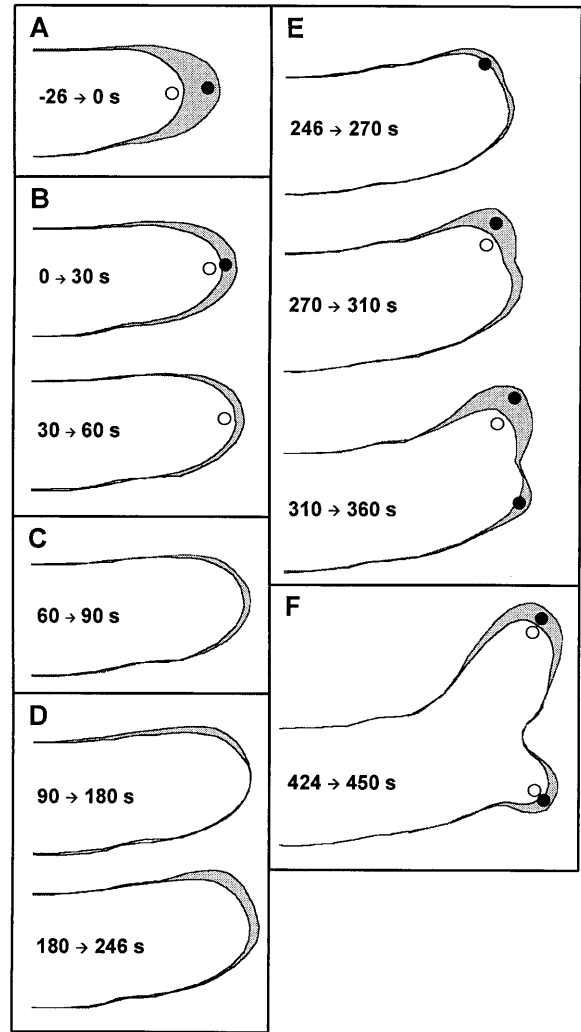 A
-26 → 0 s
B
0 → 30 s
30 → 60 s
C
60 → 90 s
D
90 → 180 s
180 → 246 s
E
246 → 270 s
270 → 310 s
310 → 360 s
F
424 → 450 s